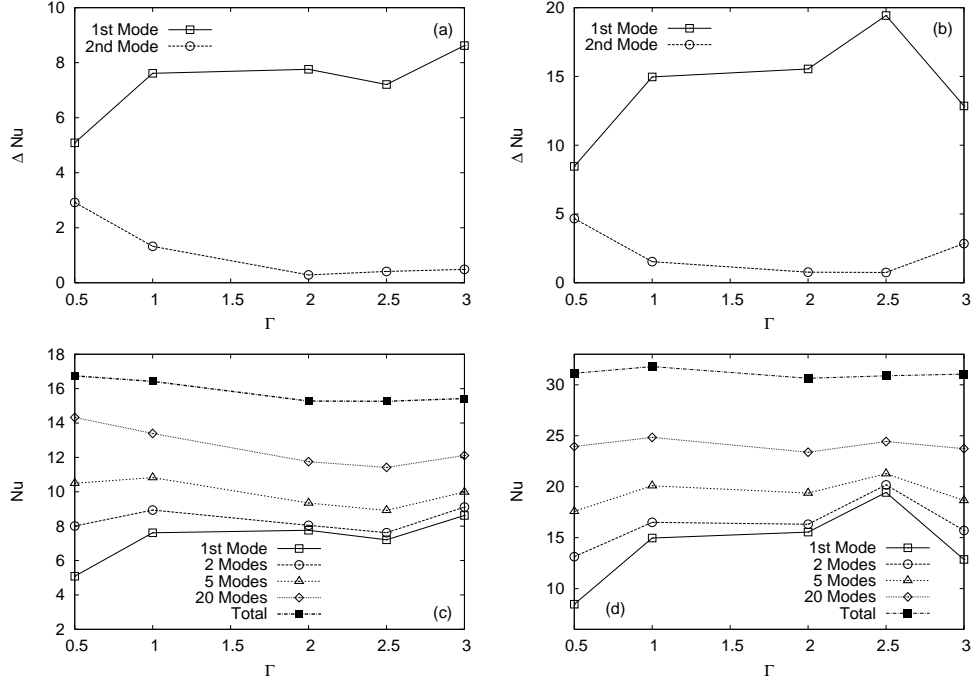 10
8
6
4
2
0
Δ Nu
1st Mode
2nd Mode
(a)
0.5 1 1.5 2 2.5 3
Γ
20
15
10
5
0
Δ Nu
1st Mode
2nd Mode
(b)
0.5 1 1.5 2 2.5 3
Γ
18
16
14
12
10
8
6
4
2
Nu
1st Mode
2 Modes
5 Modes
20 Modes
Total
(c)
0.5 1 1.5 2 2.5 3
Γ
30
25
20
15
10
Nu
1st Mode
2 Modes
5 Modes
20 Modes
Total
(d)
0.5 1 1.5 2 2.5 3
Γ